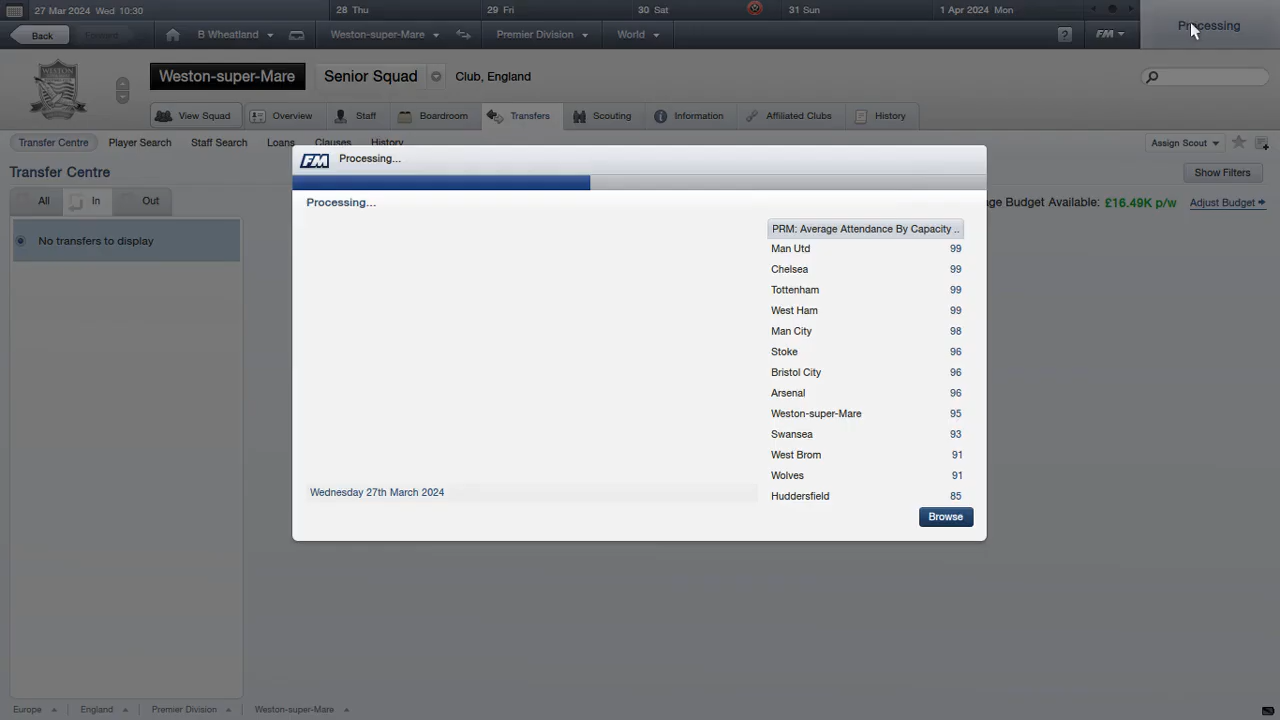 27 Mar 2024 Wed 10:30 28 Thu 29 Fri 30 Sat 31 Sun 1 Apr 2024 Mon Processing
Back Forward B Wheatland Weston-super-Mare Premier Division World ? FM
Weston-super-Mare Senior Squad Club, England
View Squad Overview Staff Boardroom Transfers Scouting Information Affiliated Clubs History
Transfer Centre Player Search Staff Search Loans Clauses History Assign Scout
Transfer Centre Show Filters
All In Out ge Budget Available: £16.49K p/w Adjust Budget
No transfers to display
FM Processing...
Processing...
PRM: Average Attendance By Capacity ..
Man Utd 99
Chelsea 99
Tottenham 99
West Ham 99
Man City 98
Stoke 96
Bristol City 96
Arsenal 96
Weston-super-Mare 95
Swansea 93
West Brom 91
Wolves 91
Huddersfield 85
Wednesday 27th March 2024
Browse
Europe England Premier Division Weston-super-Mare